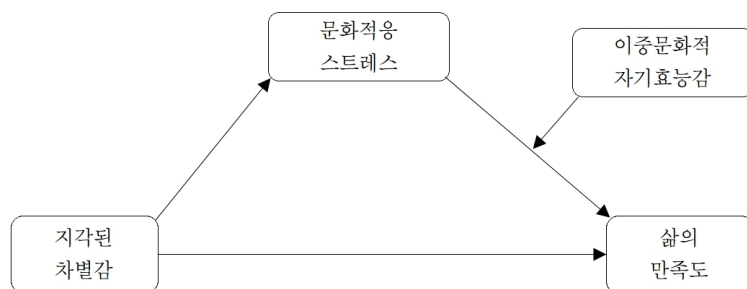 문화적응
스트레스
이중문화적
자기효능감
지각된
차별감
삶의
만족도